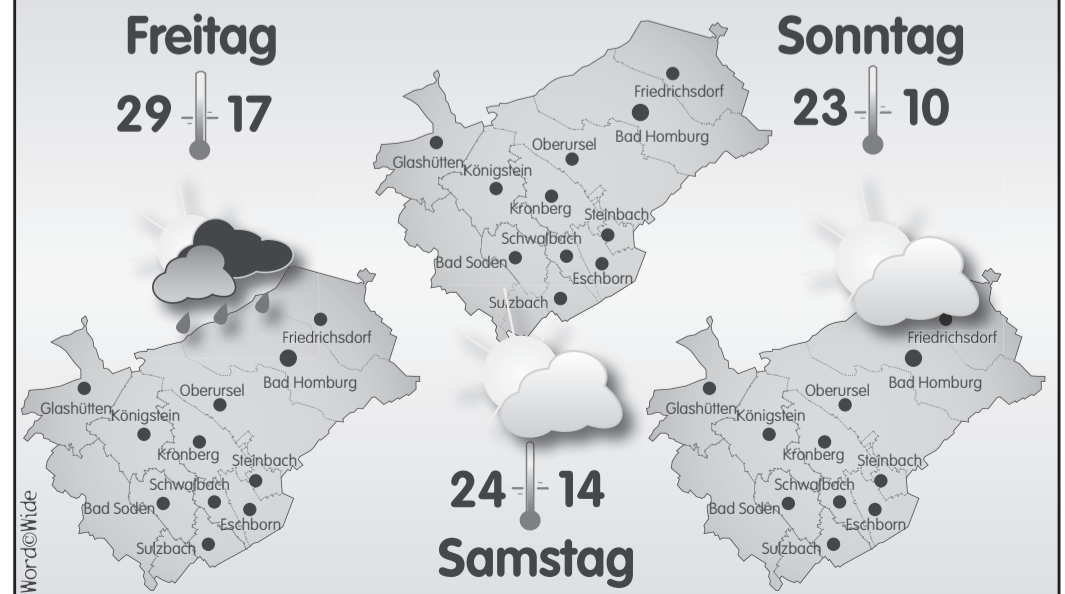 Freitag
29 17
Friedrichsdorf
Bad Homburg
Oberursel
Glashütten
Königstein
Kronberg
Steinbach
Schwalbach
Bad Soden
Eschborn
Sulzbach
Friedrichsdorf
Bad Homburg
Oberursel
Glashütten
Königstein
Kronberg
Steinbach
Schwalbach
Bad Soden
Eschborn
Sulzbach
24 14
Samstag
Sonntag
23 10
Friedrichsdorf
Bad Homburg
Oberursel
Glashütten
Königstein
Kronberg
Steinbach
Schwalbach
Bad Soden
Eschborn
Sulzbach
Word©Wide